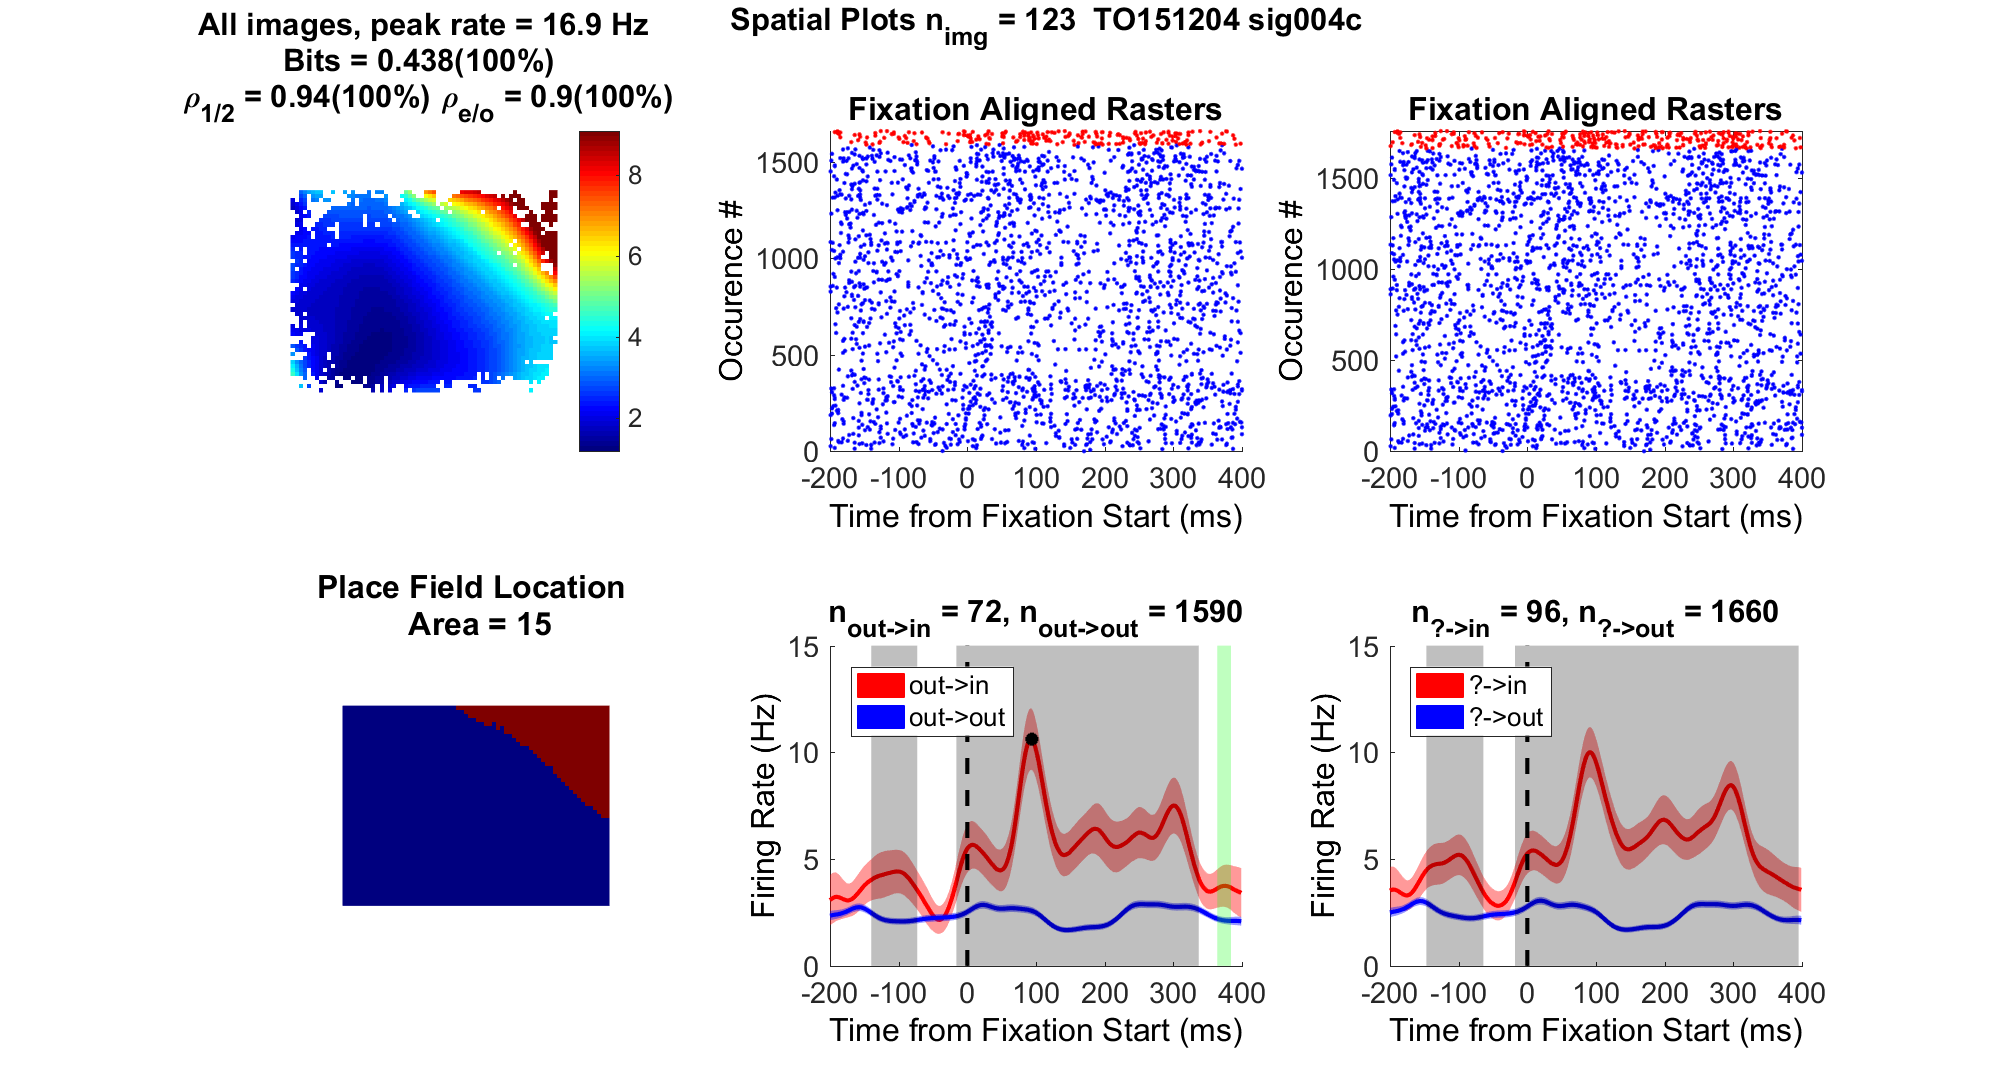 All images, peak rate = 16.9 Hz
Bits = 0.438(100%)
ρ1/2 = 0.94(100%) ρe/o = 0.9(100%)
8
6
4
2
Spatial Plots nimg = 123 TO151204 sig004c
Fixation Aligned Rasters
Occurence #
1500
1000
500
0
-200 -100 0 100 200 300 400
Time from Fixation Start (ms)
Fixation Aligned Rasters
Occurence #
1500
1000
500
0
-200 -100 0 100 200 300 400
Time from Fixation Start (ms)
Place Field Location
Area = 15
nout->in = 72, nout->out = 1590
Firing Rate (Hz)
15
10
5
0
out->in
out->out
-200 -100 0 100 200 300 400
Time from Fixation Start (ms)
n?->in = 96, n?->out = 1660
Firing Rate (Hz)
15
10
5
0
?->in
?->out
-200 -100 0 100 200 300 400
Time from Fixation Start (ms)